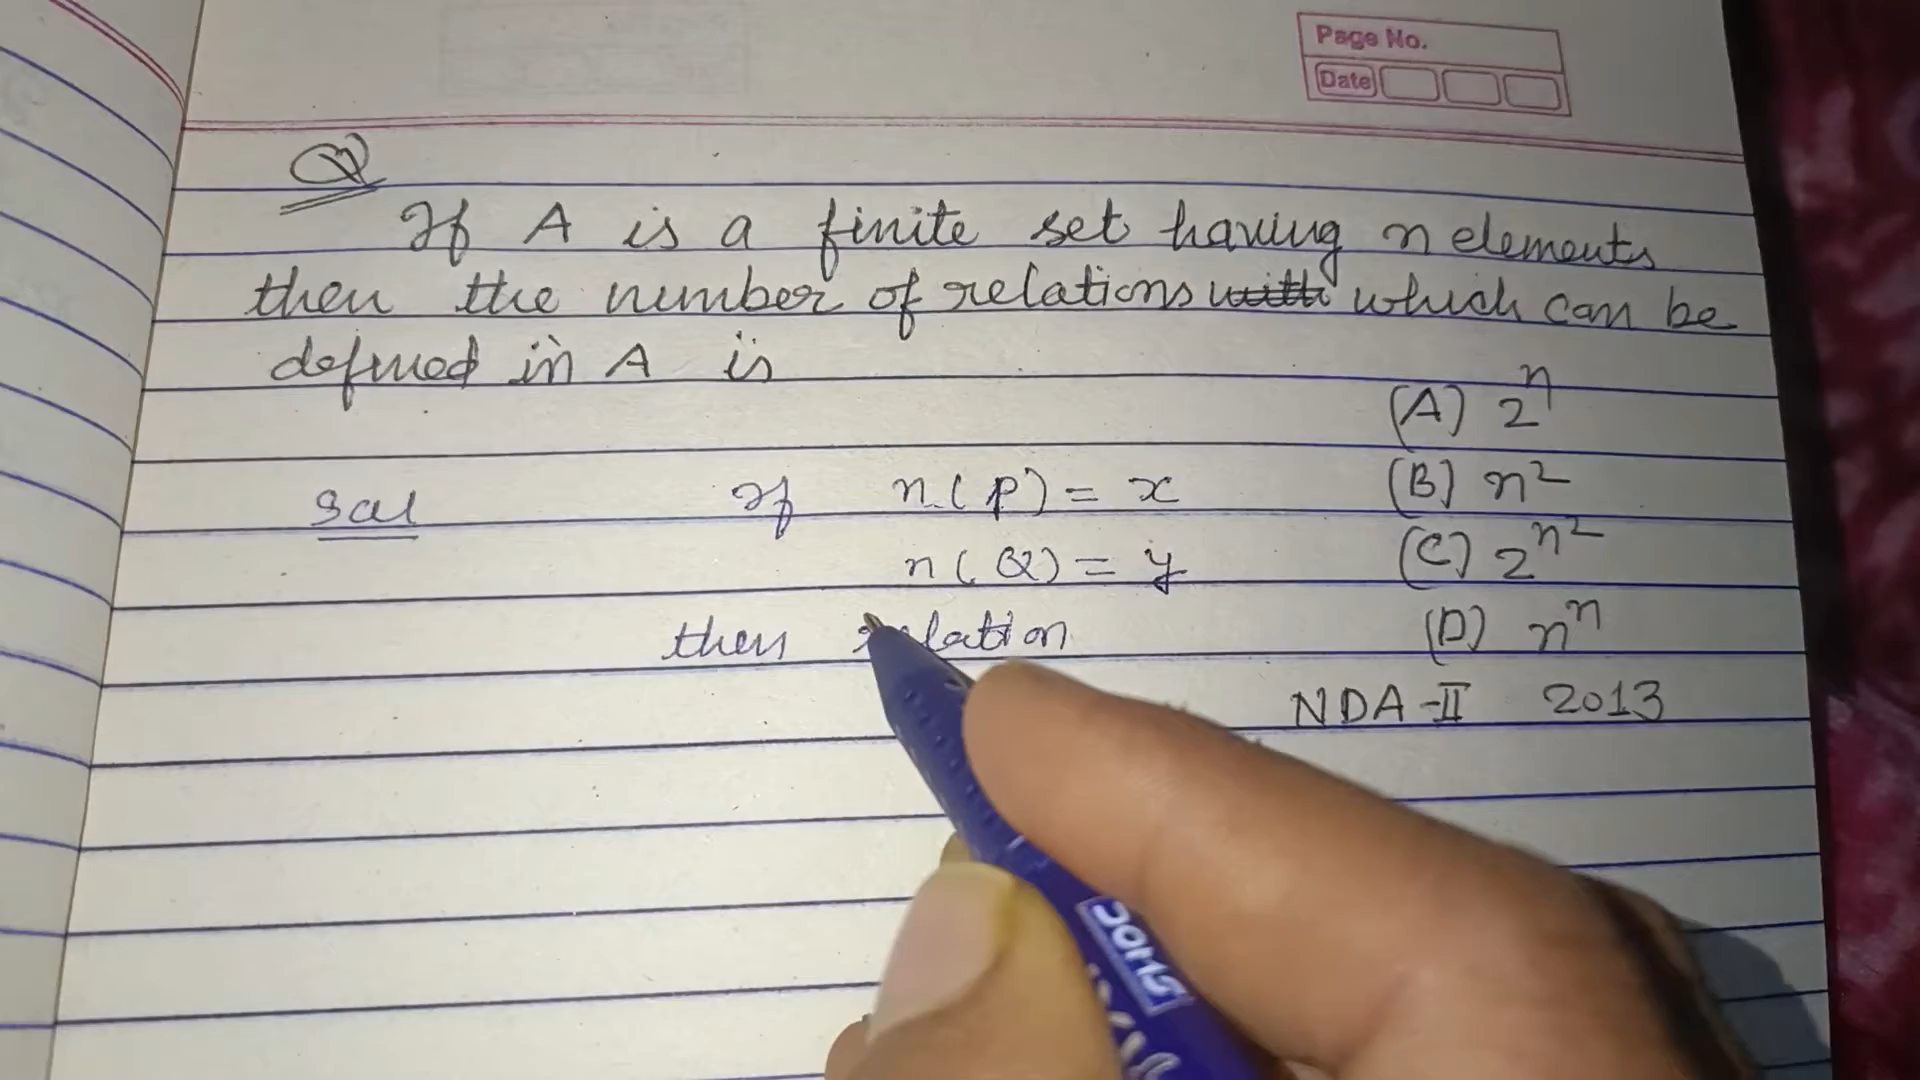 Page No.
Date
Q
If A is a finite set having n elements
then the number of relations with which can be
defined in A is
(A) 2^n
Sol If n(P) = x (B) n^2
n(Q) = y (C) 2^n^2
then relation (D) n^n
NDA-II 2013